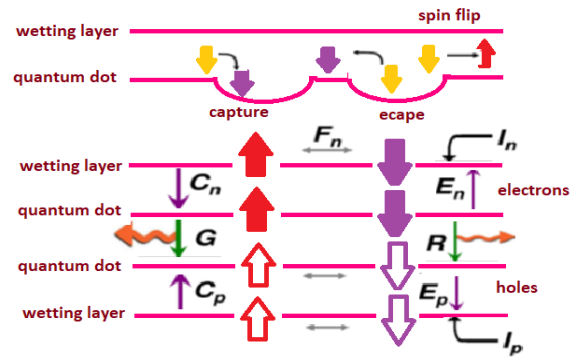 spin flip
wetting layer
quantum dot
capture
ecape
F_n
I_n
wetting layer
C_n
E_n
electrons
quantum dot
G
R
quantum dot
C_p
E_p
holes
wetting layer
I_p